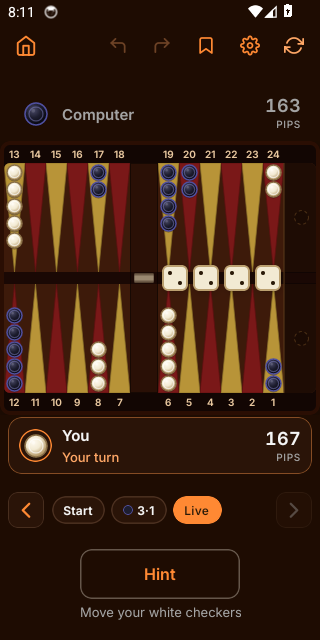 8:11
Computer
163
PIPS
13 14 15 16 17 18 19 20 21 22 23 24
12 11 10 9 8 7 6 5 4 3 2 1
You
167
Your turn
PIPS
Start 3·1 Live
Hint
Move your white checkers